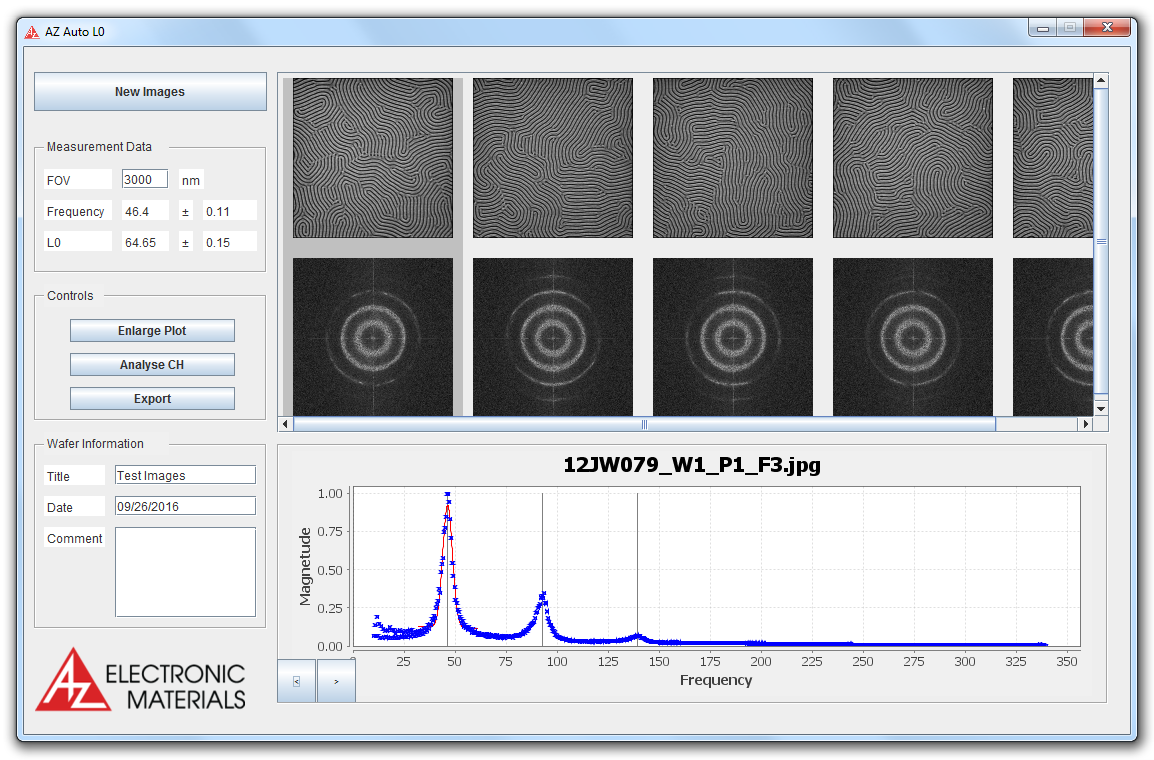 AZ Auto L0
New Images
Measurement Data
FOV 3000 nm
Frequency 46.4 ± 0.11
L0 64.65 ± 0.15
Controls
Enlarge Plot
Analyse CH
Export
Wafer Information
Title Test Images
Date 09/26/2016
Comment
AZ ELECTRONIC
MATERIALS
12JW079_W1_P1_F3.jpg
Magnetude
1.00
0.75
0.50
0.25
0.00
25 50 75 100 125 150 175 200 225 250 275 300 325 350
Frequency
< >